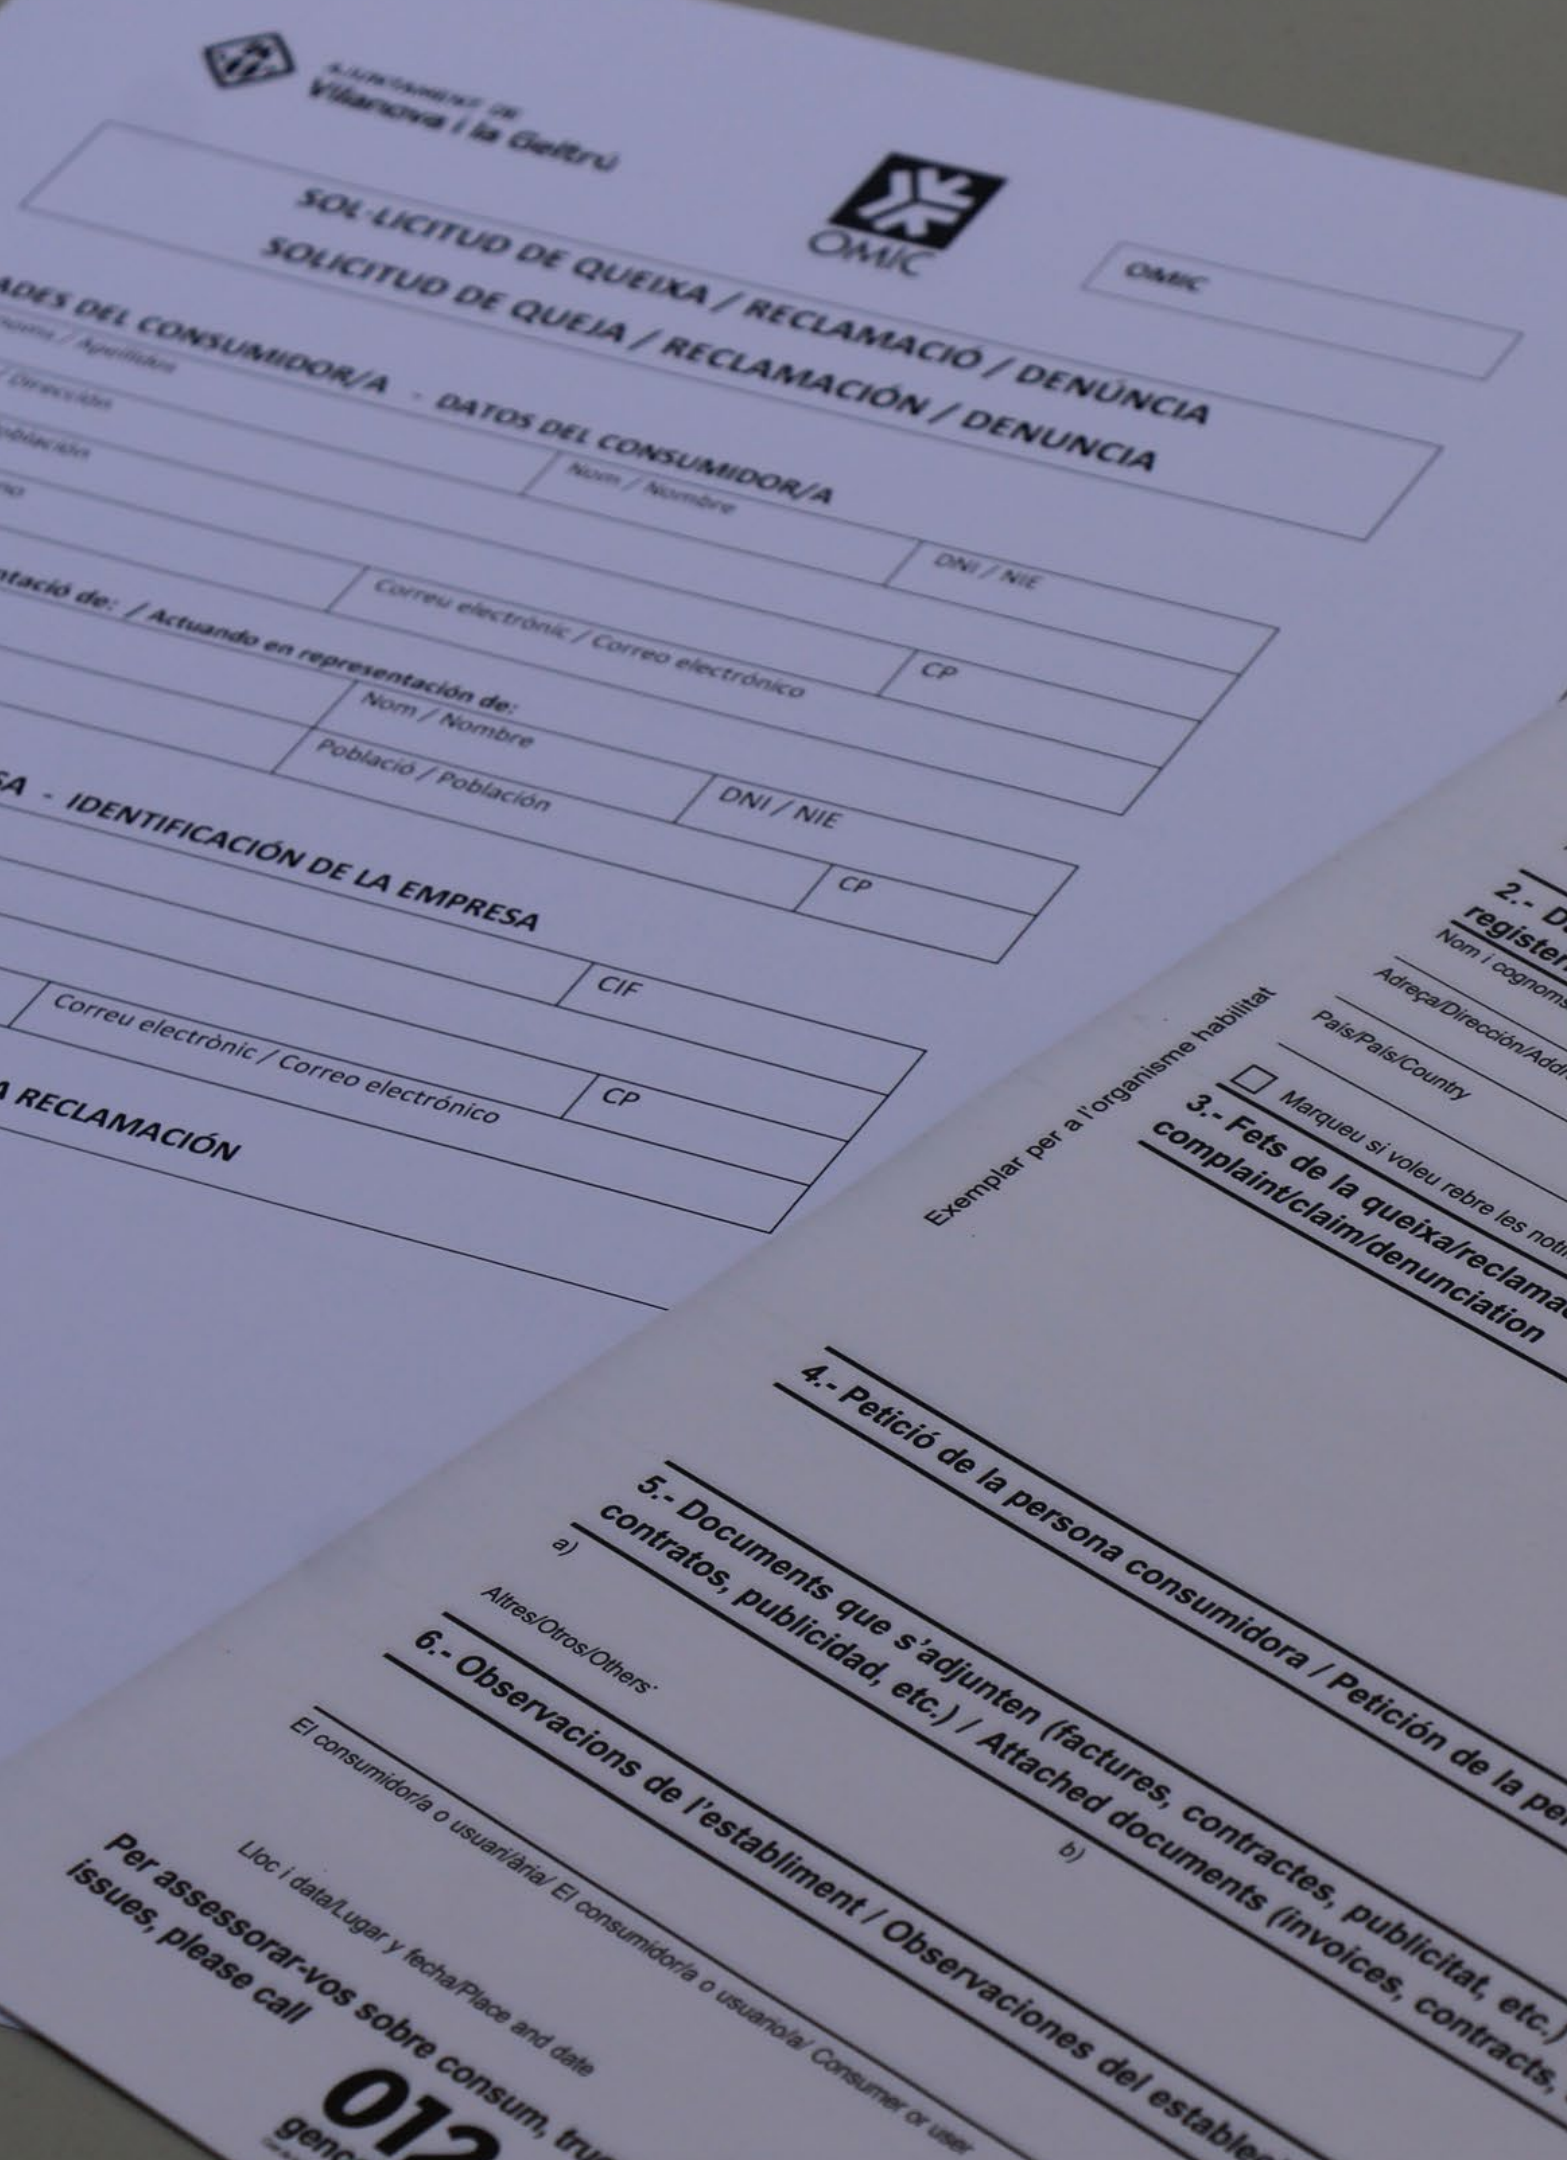 AJUNTAMENT DE
Vilanova i la Geltrú
OMIC
OMIC
SOL·LICITUD DE QUEIXA / RECLAMACIÓ / DENÚNCIA
SOLICITUD DE QUEJA / RECLAMACIÓN / DENUNCIA
DEL CONSUMIDOR/A - DATOS DEL CONSUMIDOR/A
/ Apellidos
Nom / Nombre
DNI / NIE
/ Dirección
CP
Correu electrònic / Correo electrónico
de: / Actuando en representación de:
Nom / Nombre
DNI / NIE
Població / Población
CP
- IDENTIFICACIÓN DE LA EMPRESA
CIF
CP
Correu electrònic / Correo electrónico
RECLAMACIÓN
Exemplar per a l'organisme habilitat
2.-
Nom i cognoms
Adreça/Dirección/
País/País/Country
Marqueu si voleu rebre les
3.- Fets de la queixa/
complaint/claim/denunciation
4.- Petició de la persona consumidora / Petición de la
5.- Documents que s'adjunten (factures, contractes, publicitat, etc.)
contratos, publicidad, etc.) / Attached documents (invoices, contracts,
a)
b)
Altres/Otros/Others
6.- Observacions de l'establiment / Observaciones del
El consumidor/a o usuari/ària/ El consumidor/a o usuario/a/ Consumer or user
Lloc i data/Lugar y fecha/Place and date
Per assessorar-vos sobre consum,
issues, please call
012